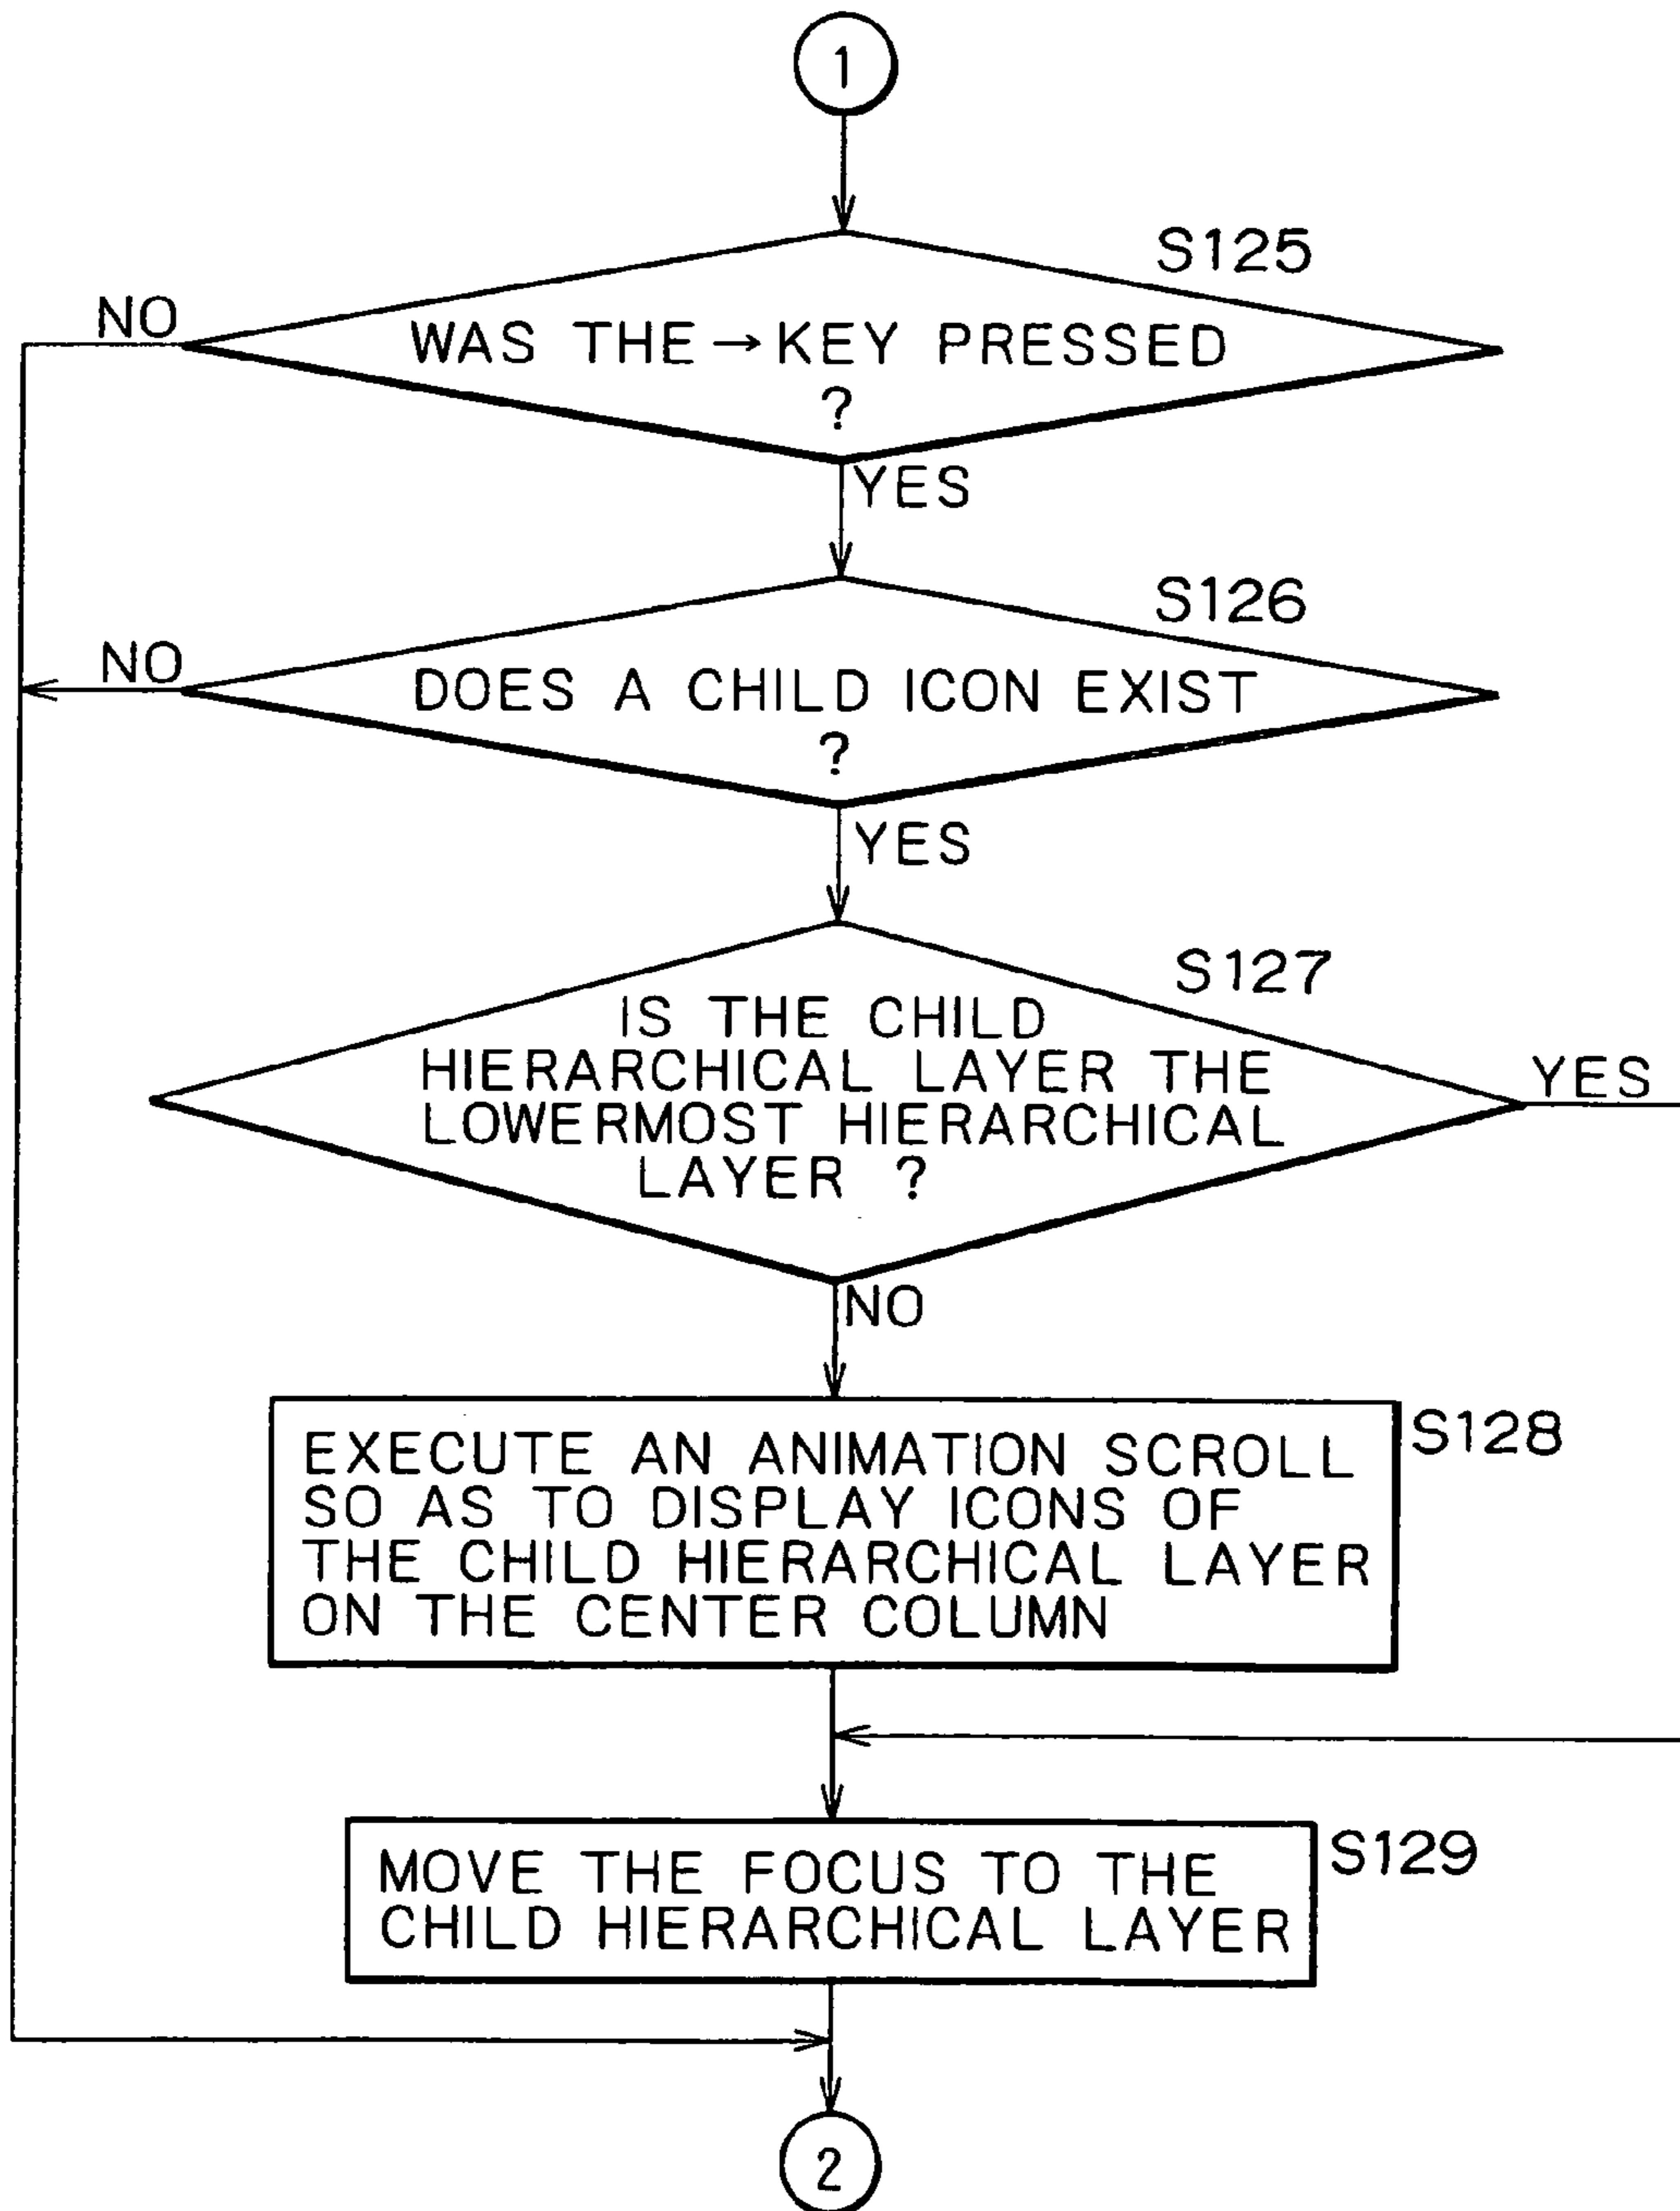 1
S125
NO
WAS THE → KEY PRESSED
?
YES
S126
NO
DOES A CHILD ICON EXIST
?
YES
S127
IS THE CHILD
HIERARCHICAL LAYER THE
LOWERMOST HIERARCHICAL
LAYER ?
YES
NO
S128
EXECUTE AN ANIMATION SCROLL
SO AS TO DISPLAY ICONS OF
THE CHILD HIERARCHICAL LAYER
ON THE CENTER COLUMN
S129
MOVE THE FOCUS TO THE
CHILD HIERARCHICAL LAYER
2